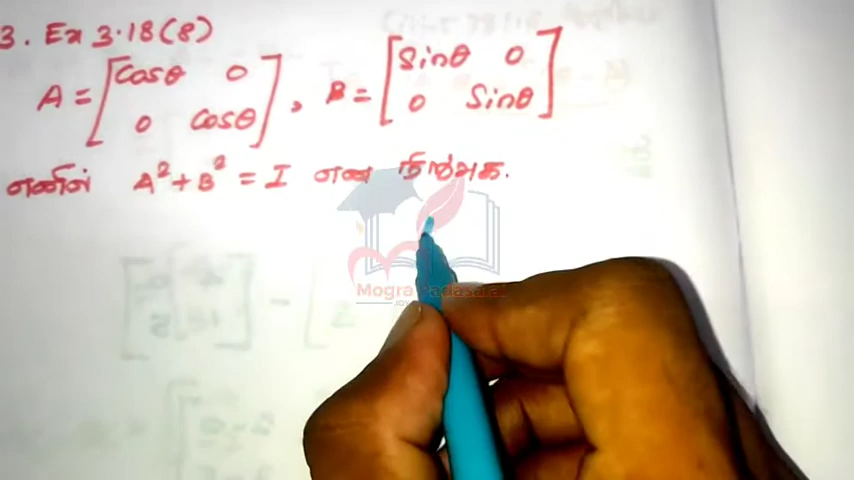 3. Ex 3.18(8)
A = [cosθ 0
0 cosθ], B = [sinθ 0
0 sinθ]
எனில் A² + B² = I என நிறுவுக.